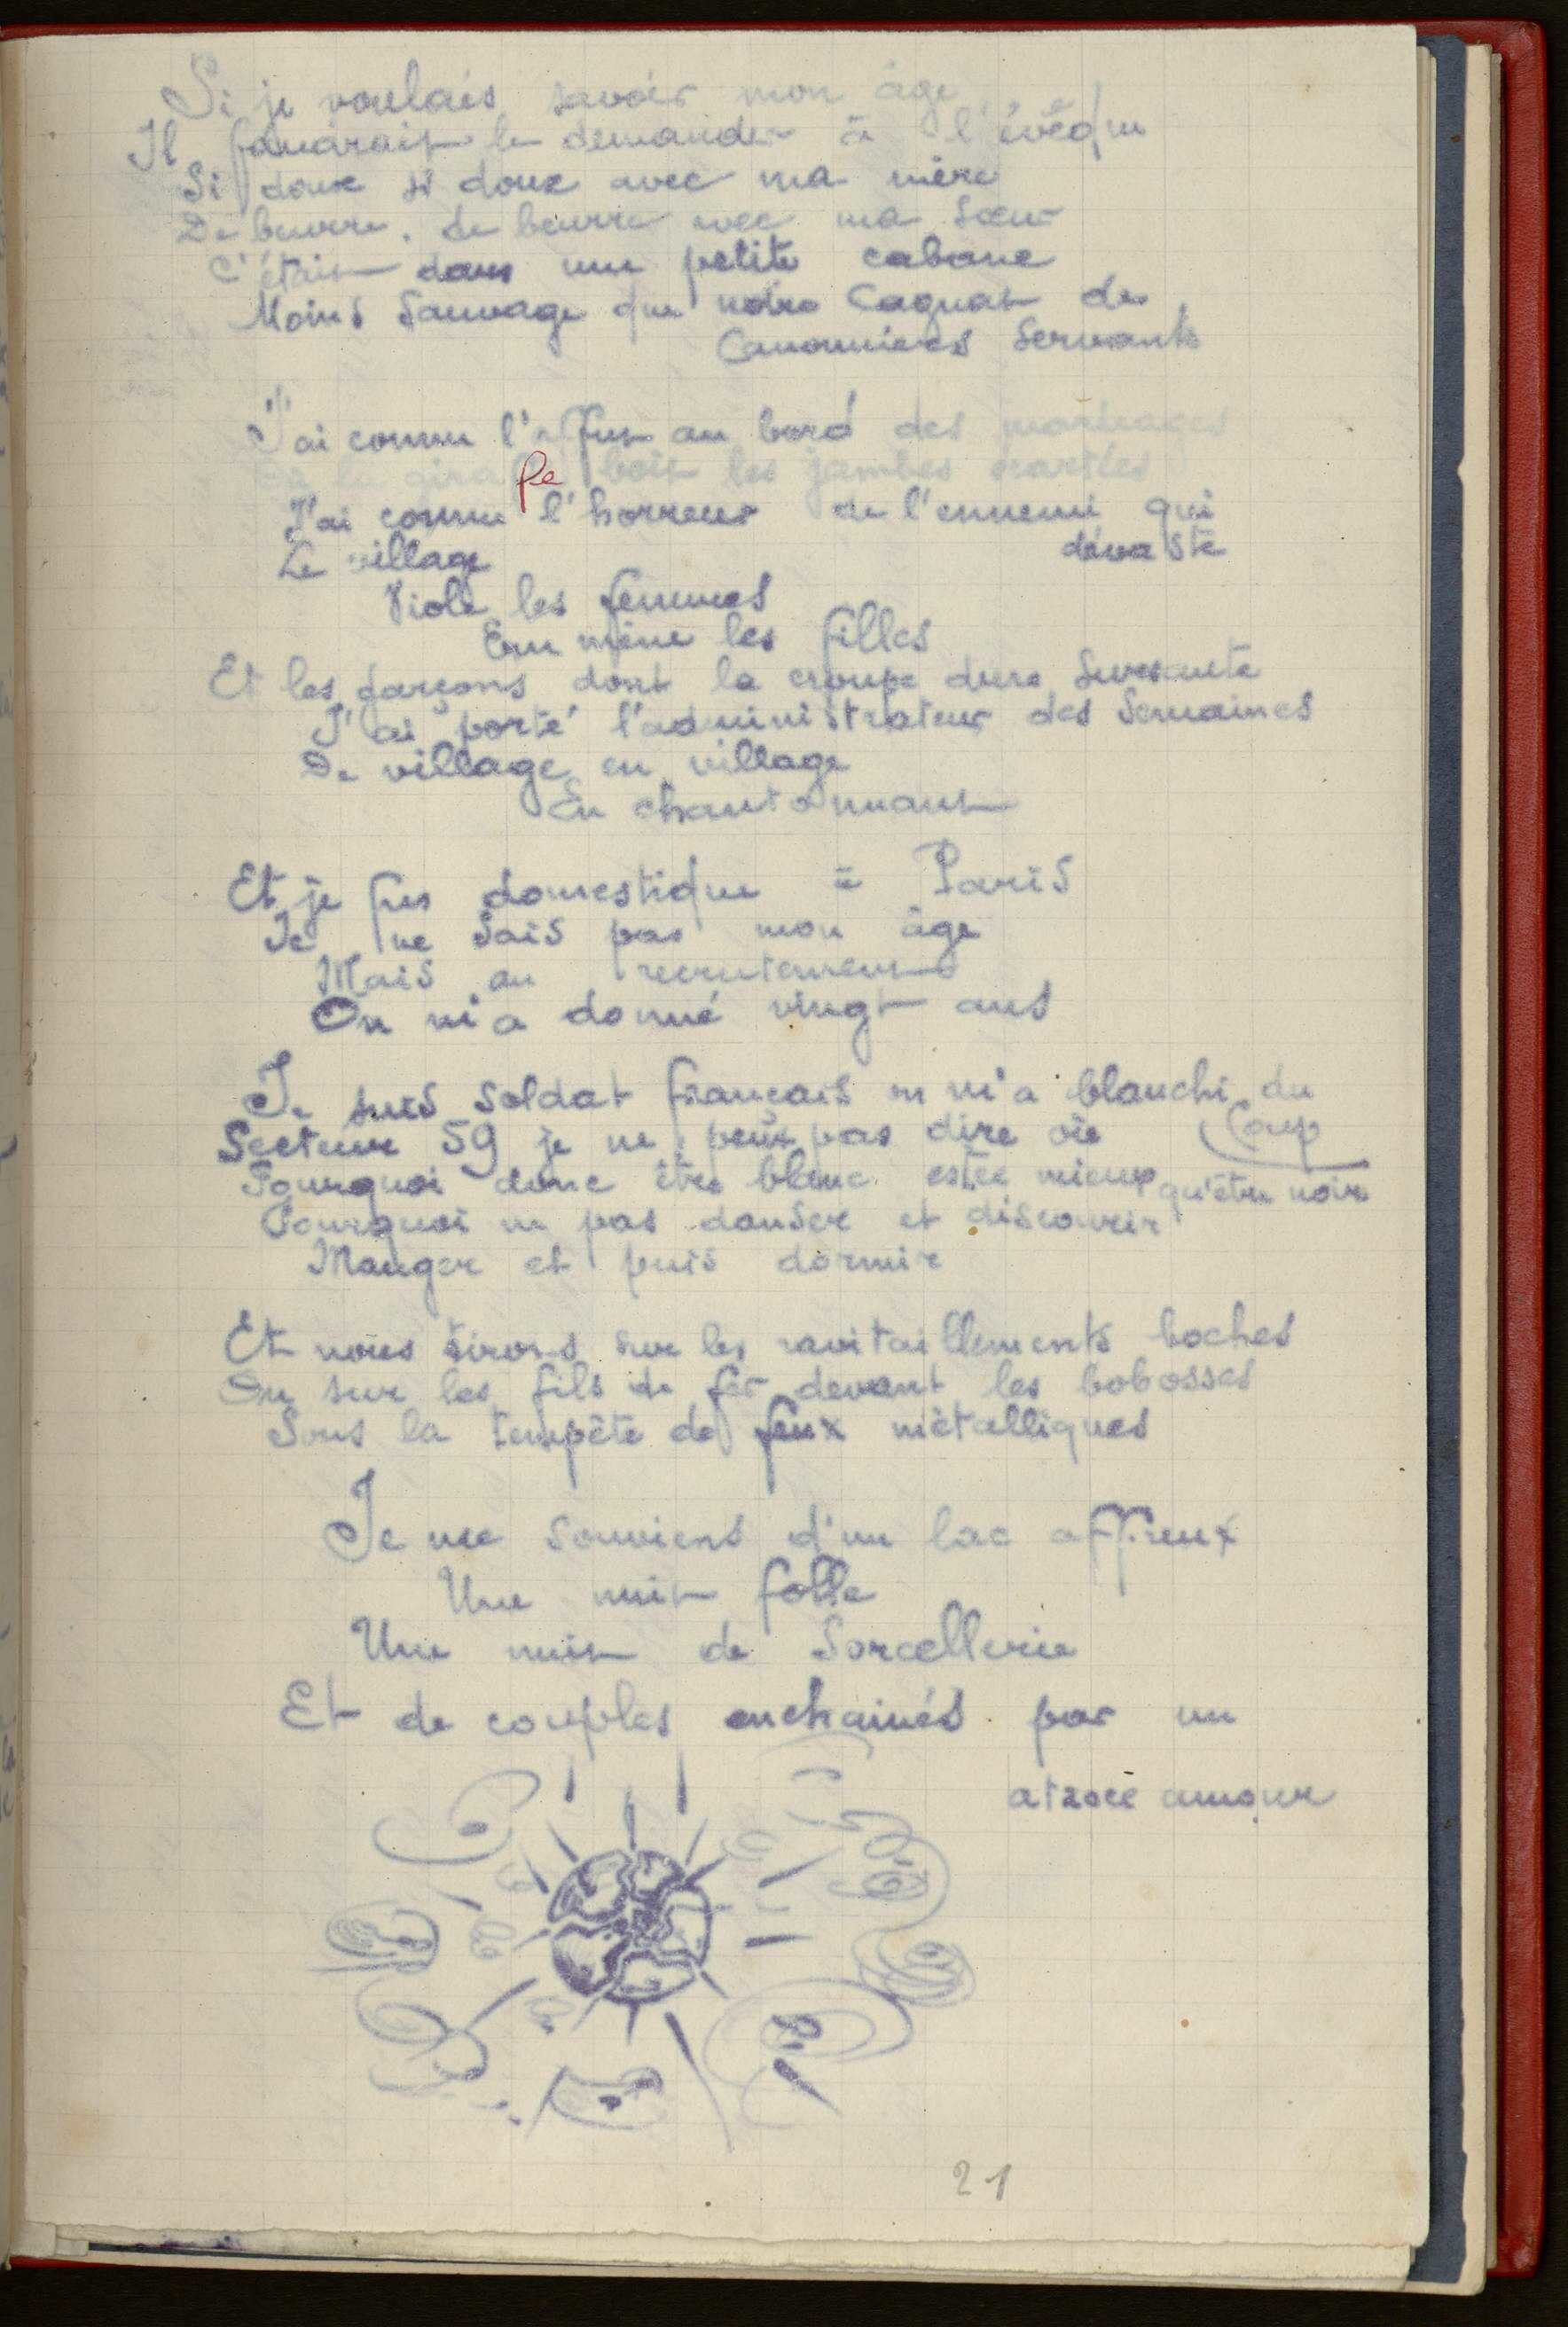 Si je voulais savoir mon âge
Il faudrait le demander à l'évêque
Si doux si doux avec ma mère
De beurre de beurre avec ma sœur
C'était dans une petite cabane
Moins sauvage que notre Cagnat de
Canonniers Servants
J'ai connu l'affut au bord des marécages
Où la girafe boit les jambes écartées
J'ai connu l'horreur de l'ennemi qui
dévaste
Le village
Viole les femmes
Emmène les filles
Et les garçons dont la croupe dure sursaute
J'ai porté l'administrateur des semaines
De village en village
En chantonnant
Et je fus domestique à Paris
Je ne sais pas mon âge
Mais au recrutement
On m'a donné vingt ans
Je suis soldat français on m'a blanchi du
Coup
Secteur 59 je ne peux pas dire où
Pourquoi donc être blanc est ce mieux qu'être noir
Pourquoi ne pas danser et discourir
Manger et puis dormir
Et nous tirons sur les ravitaillements boches
Ou sur les fils de fer devant les bobosses
Sous la tempête de feux métalliques
Je me souviens d'un lac affreux
Une nuit folle
Une nuit de Sorcellerie
Et de couples enchainés par un
atroce amour
21